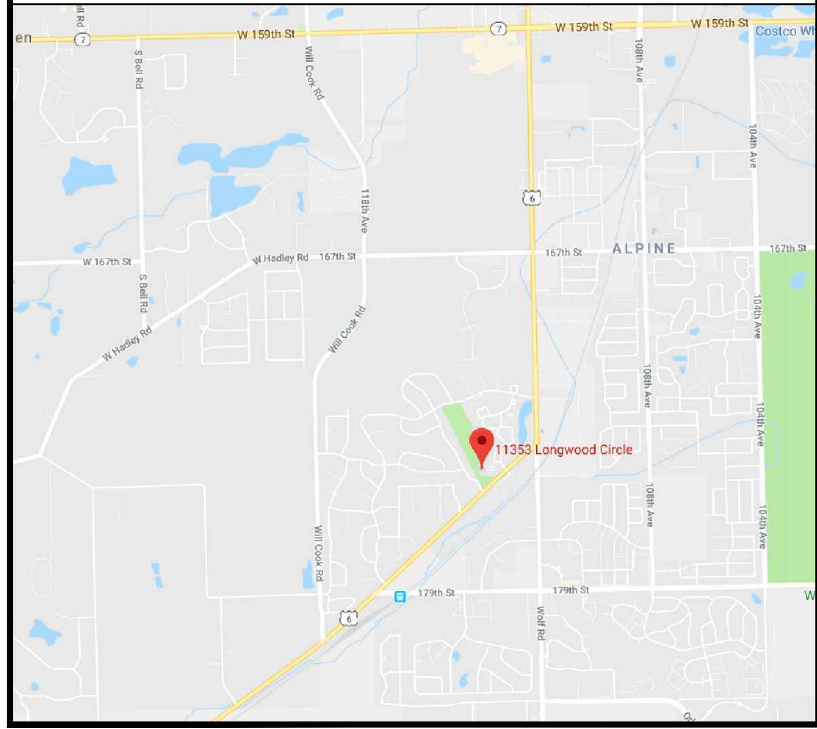 ll Rd
en
7
W 159th St
7
W 159th St
W 159th St
Costco Wh
S Bell Rd
Will Cook Rd
108th Ave
104th Ave
118th Ave
6
W 167th St
W Hadley Rd
167th St
167th St
ALPINE
167th St
S Bell Rd
W Hadley Rd
Will Cook Rd
104th Ave
108th Ave
104th Ave
11353 Longwood Circle
108th Ave
104th Ave
Will Cook Rd
179th St
179th St
W
6
Wolf Rd